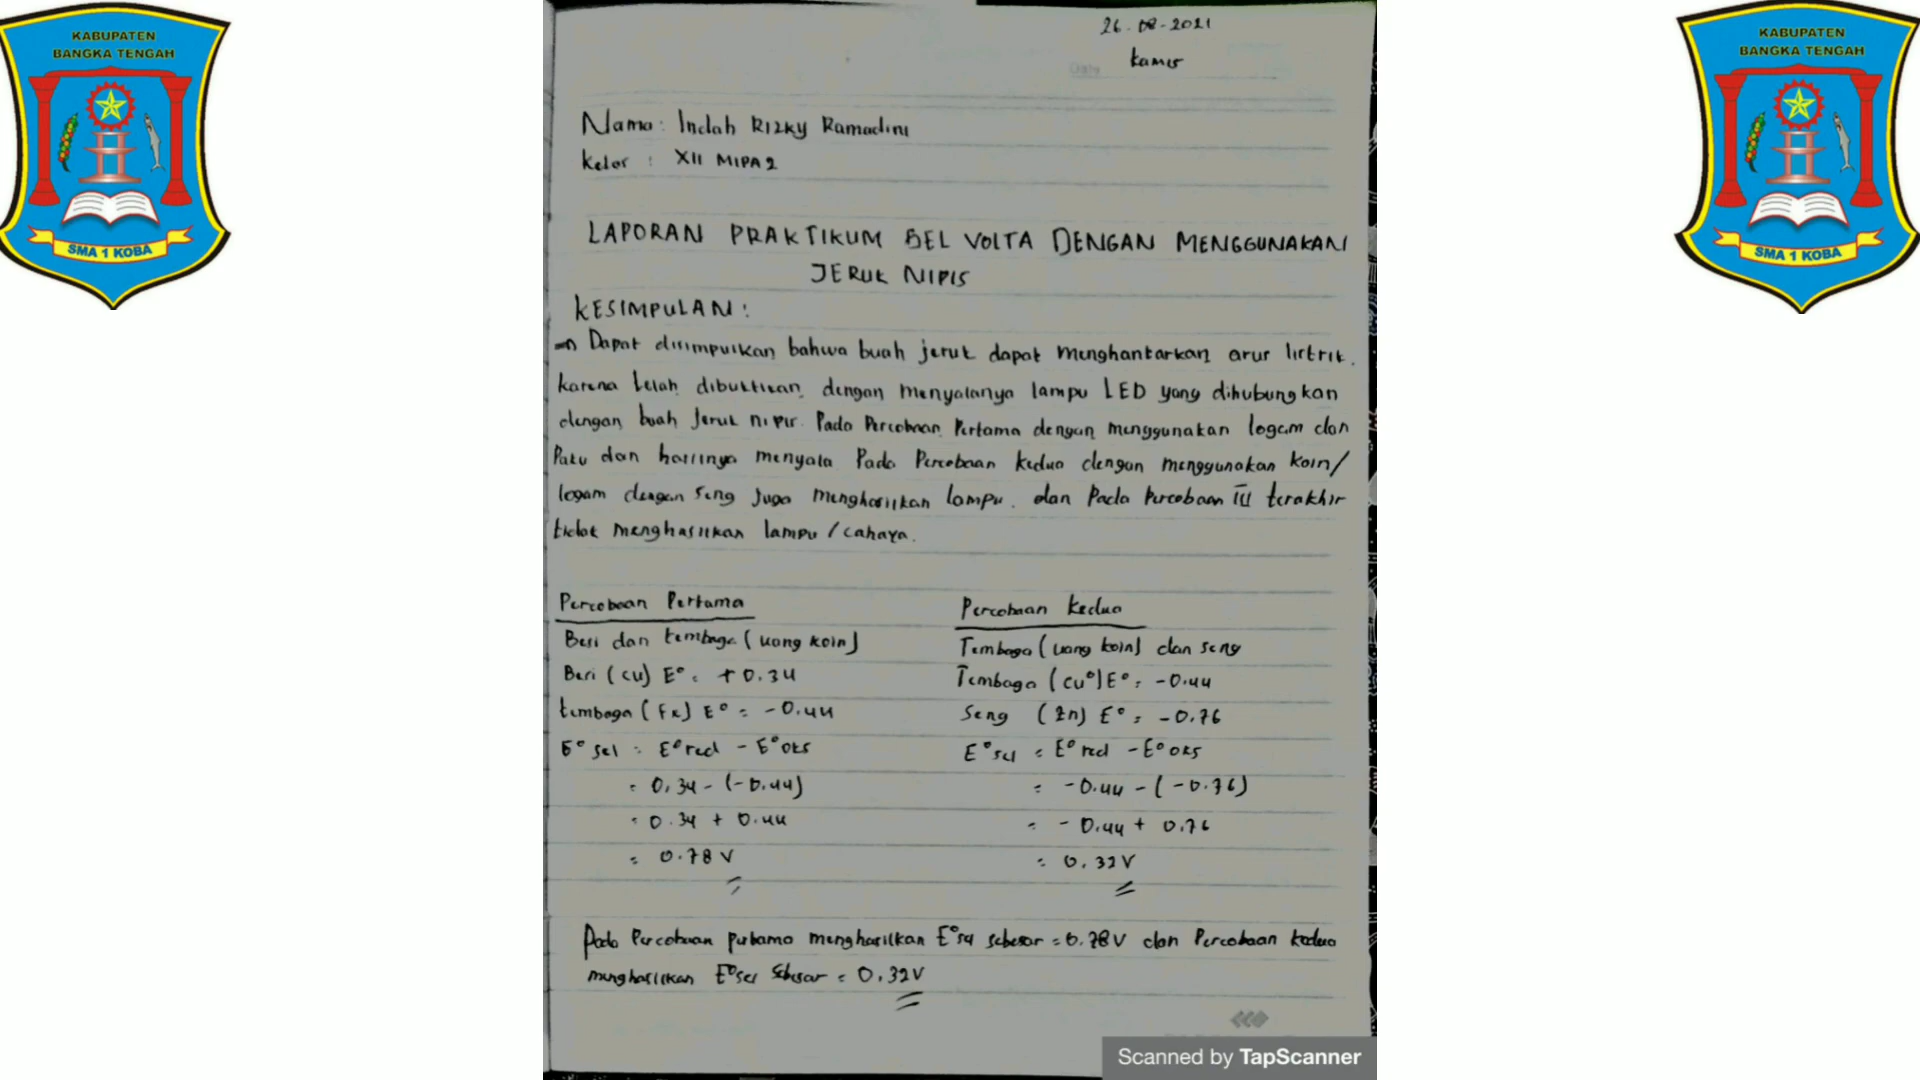 KABUPATEN
BANGKA TENGAH
SMA 1 KOBA
KABUPATEN
BANGKA TENGAH
SMA 1 KOBA
26-08-2021
Date
Kamis
Nama: Indah Rizky Ramadini
Kelas : XII MIPA 2
LAPORAN PRAKTIKUM SEL VOLTA DENGAN MENGGUNAKAN
JERUK NIPIS
KESIMPULAN:
Dapat disimpulkan bahwa buah jeruk dapat menghantarkan arus listrik.
karena telah dibuktikan dengan menyalanya lampu LED yang dihubungkan
dengan buah jeruk nipis. Pada Percobaan Pertama dengan menggunakan logam dan
Paku dan hasilnya menyala Pada Percobaan kedua dengan menggunakan koin/
logam dengan seng juga menghasilkan lampu. dan Pada Percobaan III terakhir
tidak menghasilkan lampu / cahaya.
Percobaan Pertama
Besi dan tembaga (uang koin)
Besi (cu) E° = +0.34
tembaga (Fe) E° = -0.44
E° sel = E° red - E° oks
= 0,34 - (-0.44)
= 0.34 + 0.44
= 0.78 V
Percobaan Kedua
Tembaga (uang koin) dan seng
Tembaga (cu°) E° = -0.44
Seng (Zn) E° = -0.76
E° sel = E° red - E° oks
= -0.44 - (-0.76)
= - 0.44 + 0.76
= 0.32V
Pada Percobaan pertama menghasilkan E°sel sebesar = 0.78V dan Percobaan kedua
menghasilkan E°sel sebesar = 0.32V
Scanned by TapScanner